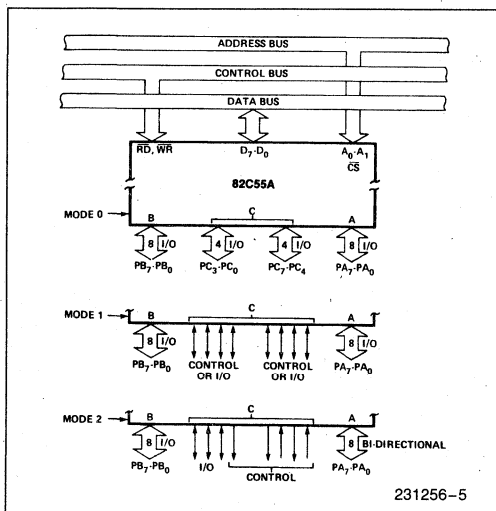 ADDRESS BUS
CONTROL BUS
DATA BUS
RD, WR D7-D0 A0-A1
CS
82C55A
MODE 0 B C A
8 I/O 4 I/O 4 I/O 8 I/O
PB7-PB0 PC3-PC0 PC7-PC4 PA7-PA0
MODE 1 B C A
8 I/O CONTROL OR I/O CONTROL OR I/O 8 I/O
PB7-PB0 PA7-PA0
MODE 2 B C A
8 I/O I/O CONTROL 8 BI-DIRECTIONAL
PB7-PB0 PA7-PA0
231256-5